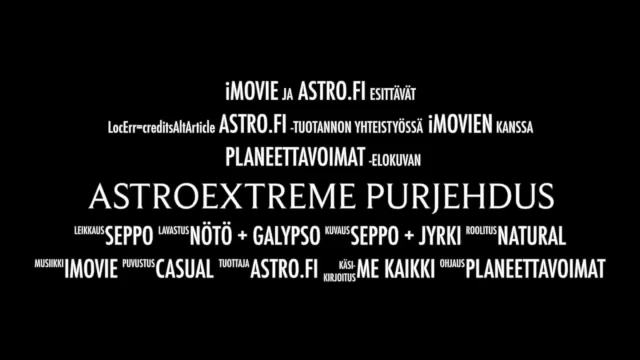 iMOVIE JA ASTRO.FI ESITTÄVÄT
LocErr=creditsAltArticle ASTRO.FI -TUOTANNON YHTEISTYÖSSÄ iMOVIEN KANSSA
PLANEETTAVOIMAT -ELOKUVAN
ASTROEXTREME PURJEHDUS
LEIKKAUS SEPPO LAVASTUS NÖTÖ + GALYPSO KUVAUS SEPPO + JYRKI ROOLITUS NATURAL
MUSIIKKI IMOVIE PUVUSTUS CASUAL TUOTTAJA ASTRO.FI KÄSI-KIRJOITUS ME KAIKKI OHJAUS PLANEETTAVOIMAT